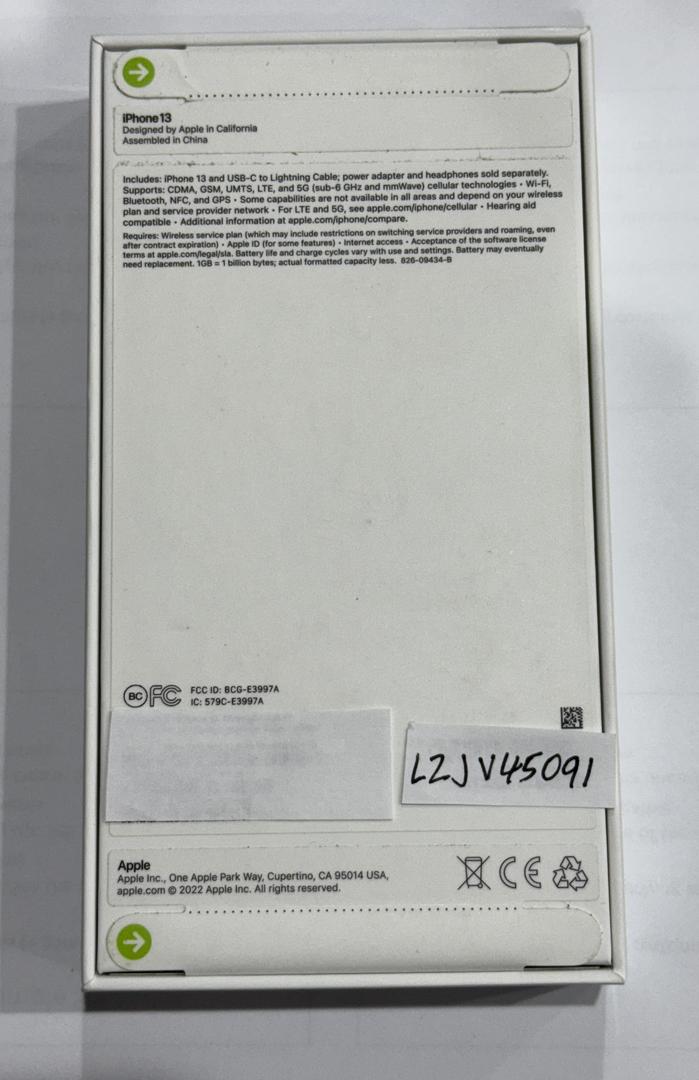 iPhone 13
Designed by Apple in California
Assembled in China
Includes: iPhone 13 and USB-C to Lightning Cable; power adapter and headphones sold separately.
Supports: CDMA, GSM, UMTS, LTE, and 5G (sub-6 GHz and mmWave) cellular technologies • Wi-Fi,
Bluetooth, NFC, and GPS • Some capabilities are not available in all areas and depend on your wireless
plan and service provider network • For LTE and 5G, see apple.com/iphone/cellular • Hearing aid
compatible • Additional information at apple.com/iphone/compare.
Requires: Wireless service plan (which may include restrictions on switching service providers and roaming, even
after contract expiration) • Apple ID (for some features) • Internet access • Acceptance of the software license
terms at apple.com/legal/sla. Battery life and charge cycles vary with use and settings. Battery may eventually
need replacement. 1GB = 1 billion bytes; actual formatted capacity less. 826-09434-B
BC FC FCC ID: BCG-E3997A
IC: 579C-E3997A
LZJV45091
Apple
Apple Inc., One Apple Park Way, Cupertino, CA 95014 USA,
apple.com © 2022 Apple Inc. All rights reserved.
CE